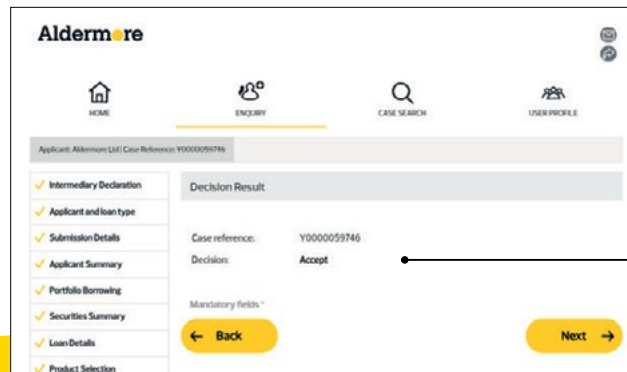 Aldermore
HOME
ENQUIRY
CASE SEARCH
USER PROFILE
Applicant: Aldermore Ltd | Case Reference: Y0000059746
Intermediary Declaration
Decision Result
Applicant and loan type
Submission Details
Case reference: Y0000059746
Applicant Summary
Decision: Accept
Portfolio Borrowing
Securities Summary
Mandatory fields *
Loan Details
← Back
Next →
Product Selection